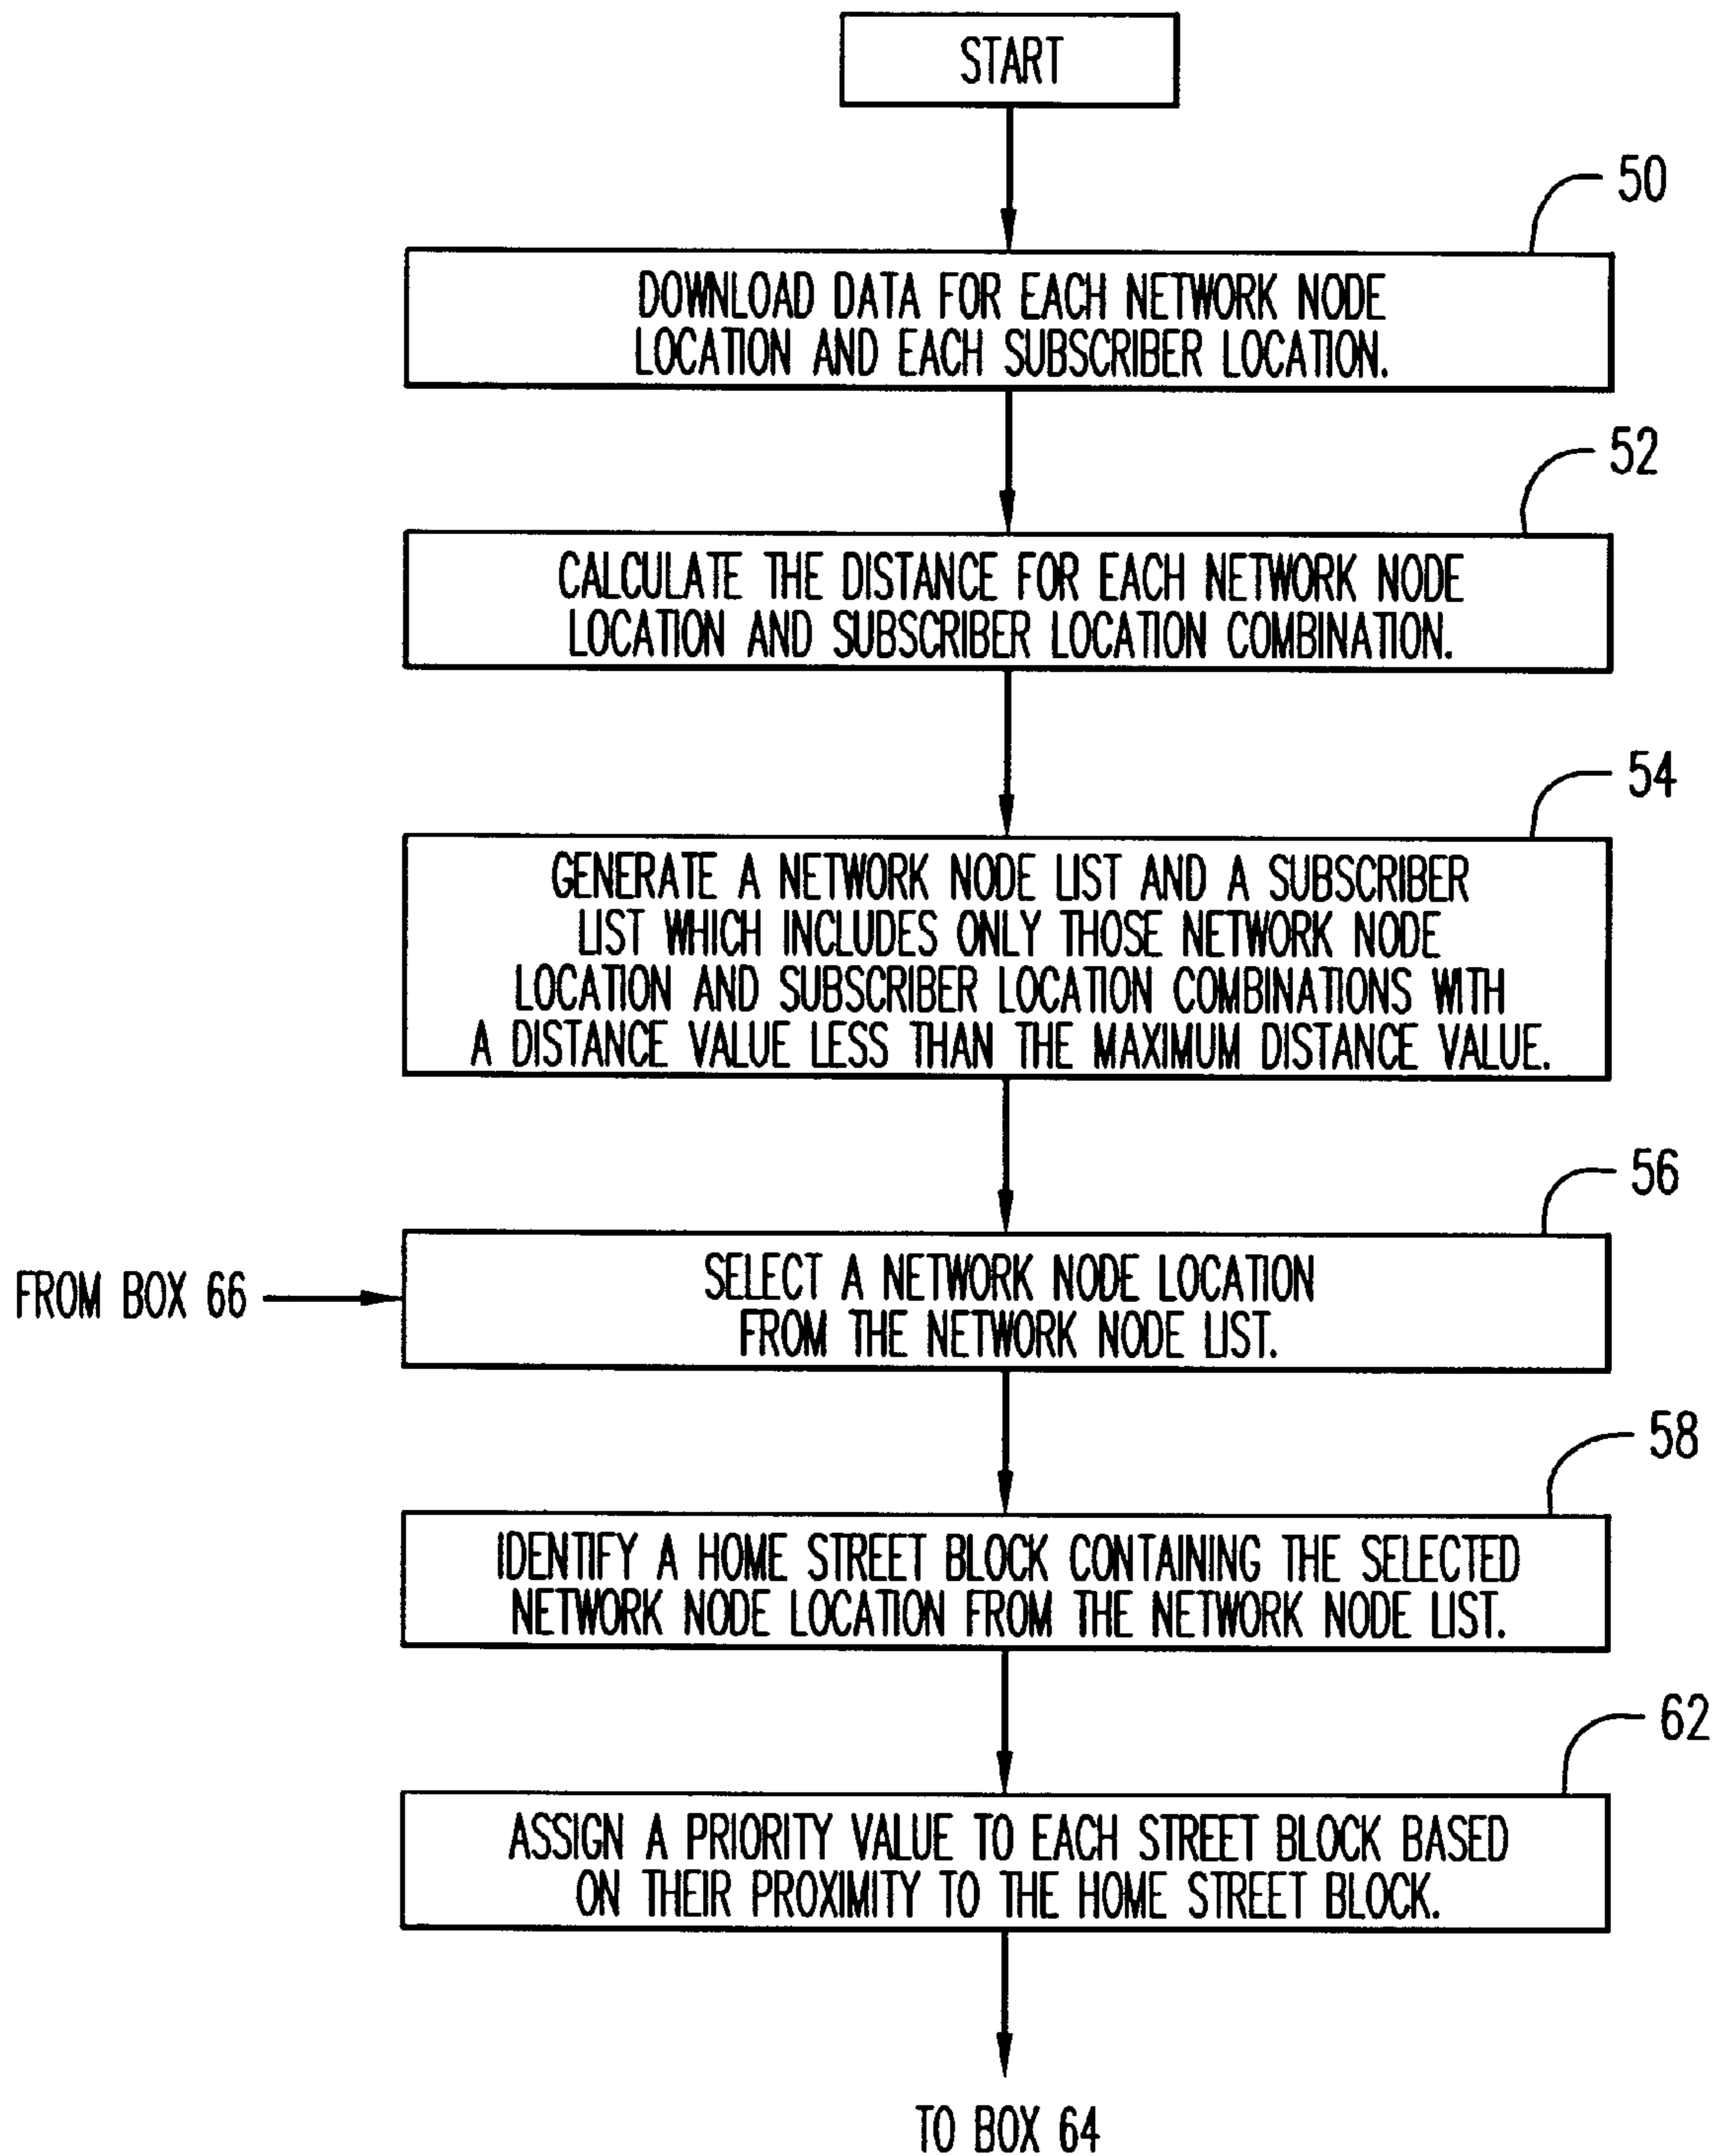 START
50
DOWNLOAD DATA FOR EACH NETWORK NODE
LOCATION AND EACH SUBSCRIBER LOCATION.
52
CALCULATE THE DISTANCE FOR EACH NETWORK NODE
LOCATION AND SUBSCRIBER LOCATION COMBINATION.
54
GENERATE A NETWORK NODE LIST AND A SUBSCRIBER
LIST WHICH INCLUDES ONLY THOSE NETWORK NODE
LOCATION AND SUBSCRIBER LOCATION COMBINATIONS WITH
A DISTANCE VALUE LESS THAN THE MAXIMUM DISTANCE VALUE.
56
FROM BOX 66
SELECT A NETWORK NODE LOCATION
FROM THE NETWORK NODE LIST.
58
IDENTIFY A HOME STREET BLOCK CONTAINING THE SELECTED
NETWORK NODE LOCATION FROM THE NETWORK NODE LIST.
62
ASSIGN A PRIORITY VALUE TO EACH STREET BLOCK BASED
ON THEIR PROXIMITY TO THE HOME STREET BLOCK.
TO BOX 64